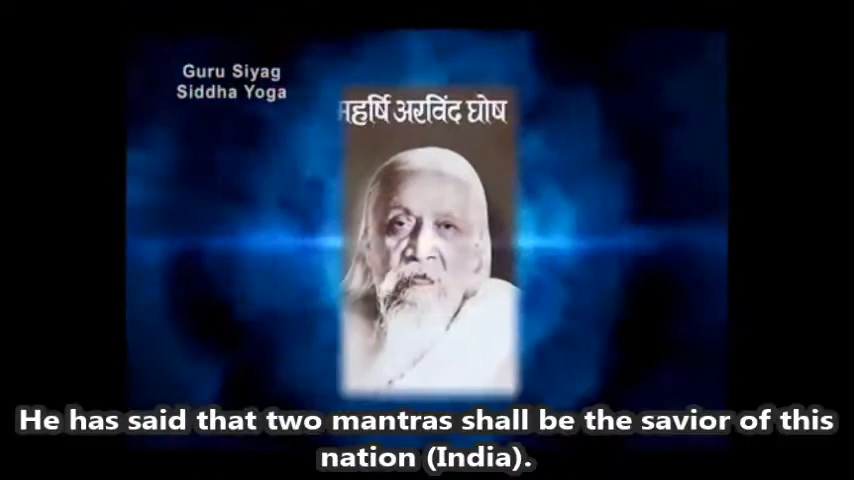 Guru Siyag
Siddha Yoga
महर्षि अरविंद घोष
He has said that two mantras shall be the savior of this
nation (India).